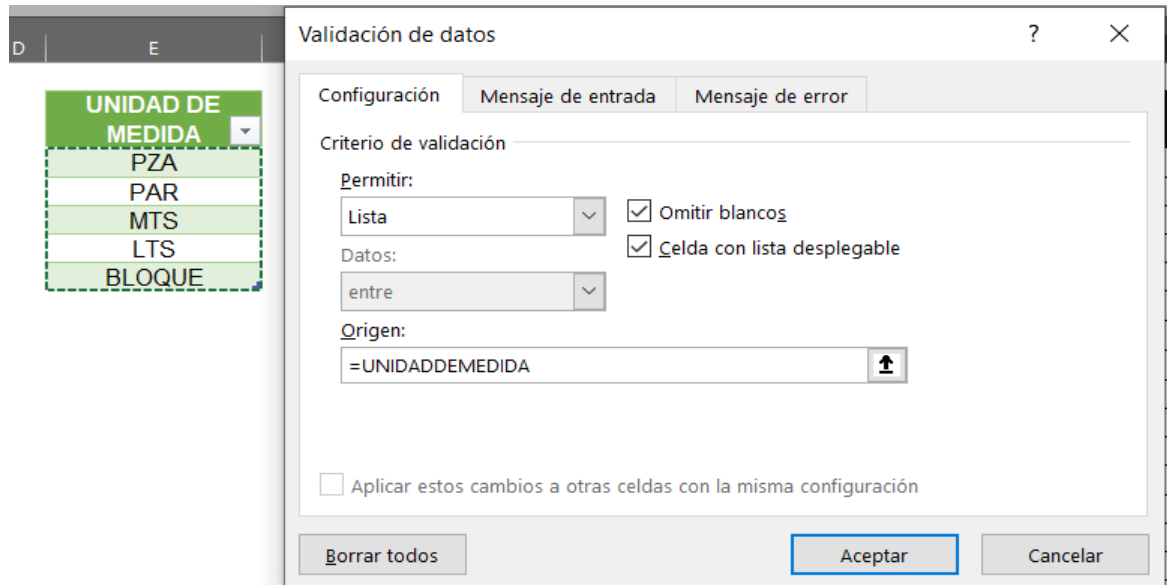 D
E
UNIDAD DE
MEDIDA
PZA
PAR
MTS
LTS
BLOQUE
Validación de datos
?
Configuración
Mensaje de entrada
Mensaje de error
Criterio de validación
Permitir:
Lista
Omitir blancos
Celda con lista desplegable
Datos:
entre
Origen:
=UNIDADDEMEDIDA
Aplicar estos cambios a otras celdas con la misma configuración
Borrar todos
Aceptar
Cancelar